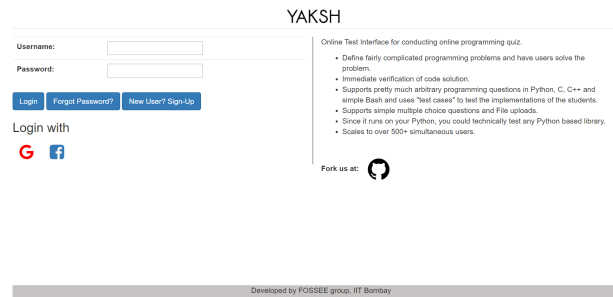 YAKSH
Username:
Password:
Login
Forgot Password?
New User? Sign-Up
Login with
Online Test Interface for conducting online programming quiz.
Define fairly complicated programming problems and have users solve the
problem.
Immediate verification of code solution.
Supports pretty much arbitrary programming questions in Python, C, C++ and
simple Bash and uses "test cases" to test the implementations of the students.
Supports simple multiple choice questions and File uploads.
Since it runs on your Python, you could technically test any Python based library.
Scales to over 500+ simultaneous users.
Fork us at:
Developed by FOSSEE group, IIT Bombay